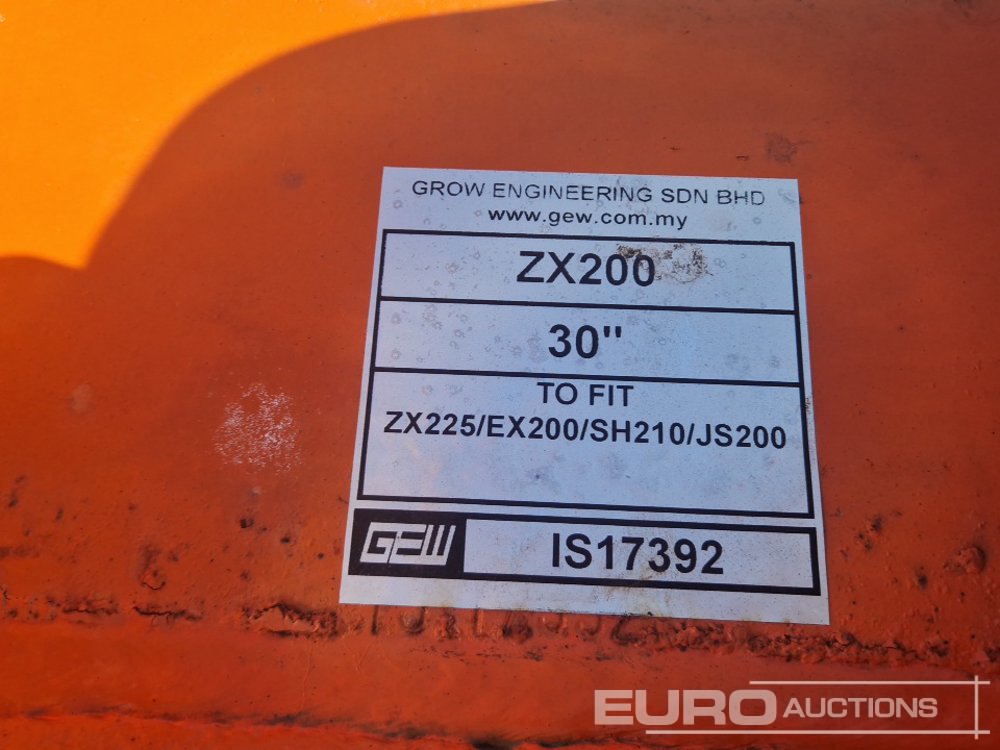 GROW ENGINEERING SDN BHD
www.gew.com.my
ZX200
30"
TO FIT
ZX225/EX200/SH210/JS200
GEW
IS17392
EURO AUCTIONS